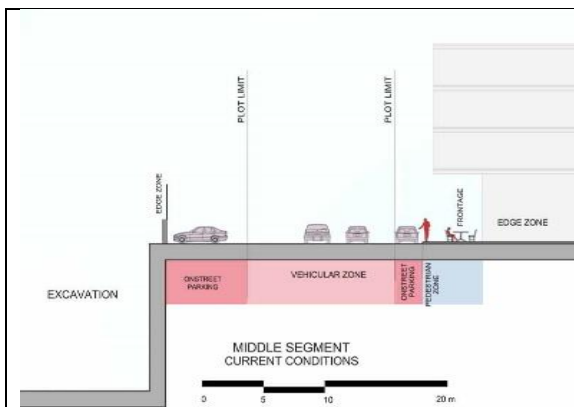 PLOT LIMIT
PLOT LIMIT
EDGE ZONE
FRONTAGE
EDGE ZONE
EXCAVATION
ONSTREET
PARKING
VEHICULAR ZONE
ONSTREET
PARKING
PEDESTRIAN
ZONE
MIDDLE SEGMENT
CURRENT CONDITIONS
0
5
10
20 m